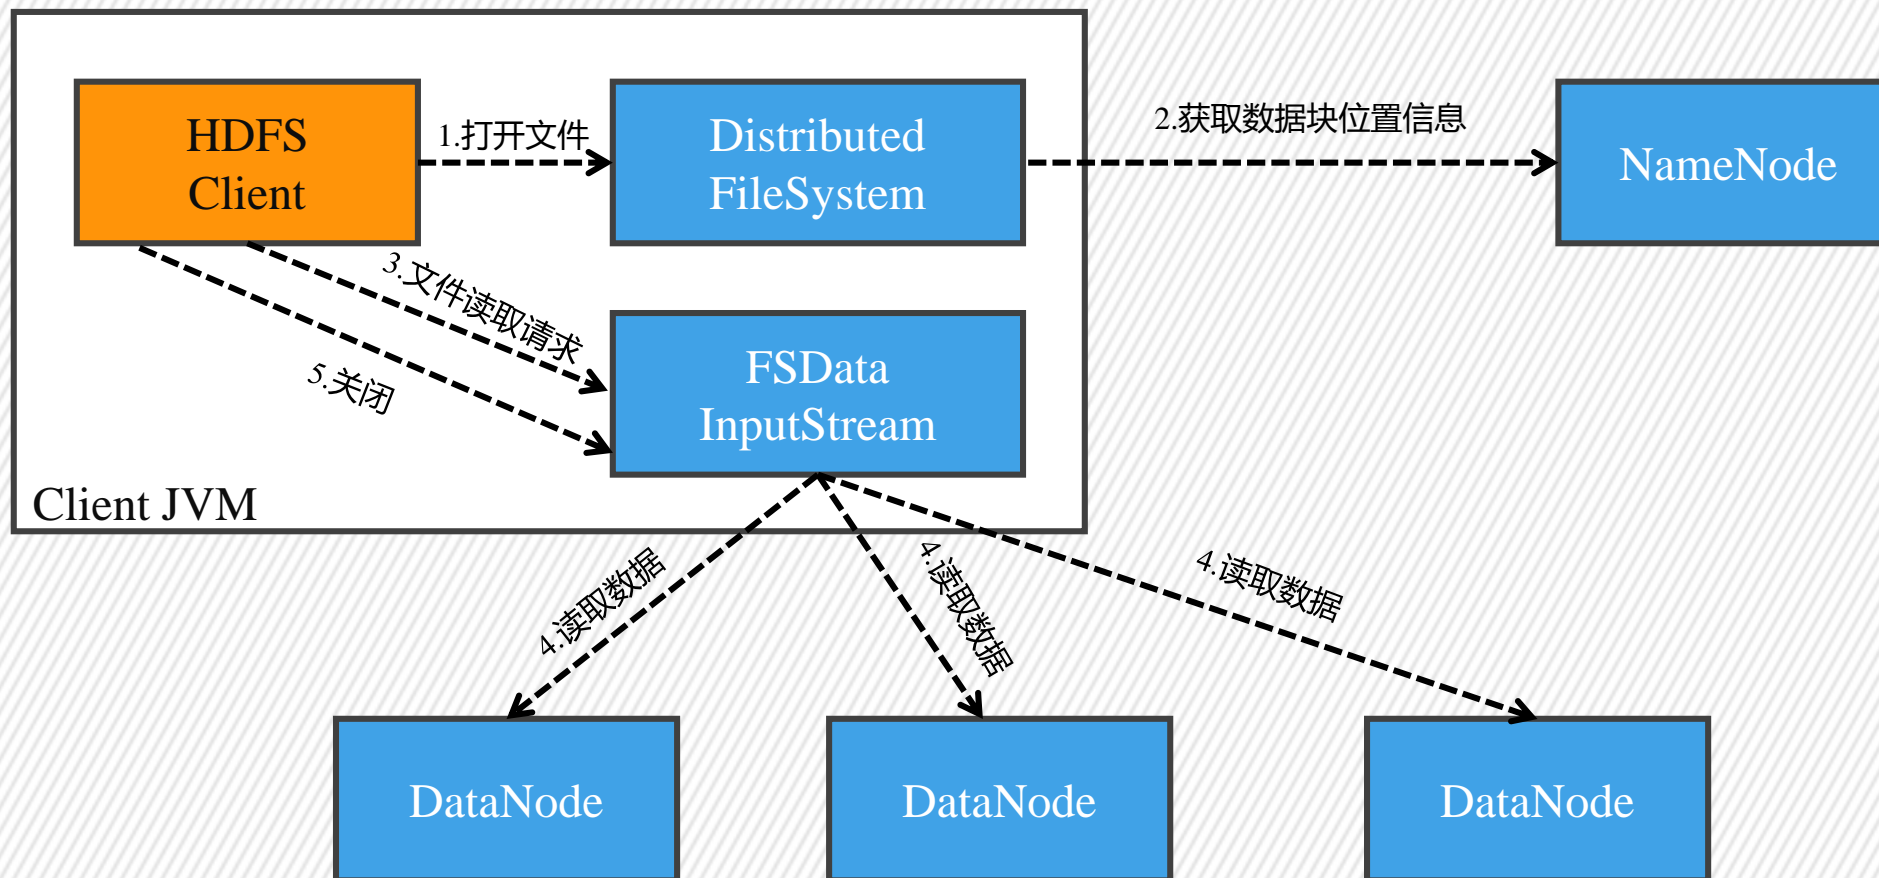 HDFS
Client
1.打开文件
Distributed
FileSystem
2.获取数据块位置信息
NameNode
3.文件读取请求
5.关闭
FSData
InputStream
Client JVM
4.读取数据
4.读取数据
4.读取数据
DataNode
DataNode
DataNode